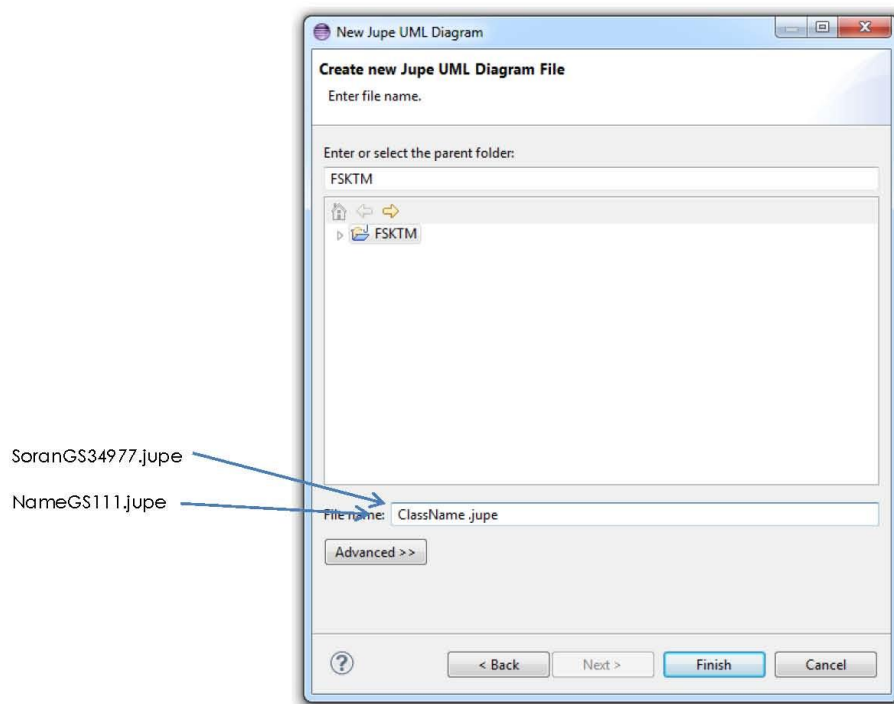 New Jupe UML Diagram
Create new Jupe UML Diagram File
Enter file name.
Enter or select the parent folder:
FSKTM
FSKTM
SoranGS34977.jupe
NameGS111.jupe
File name: ClassName .jupe
Advanced >>
?
< Back Next > Finish Cancel